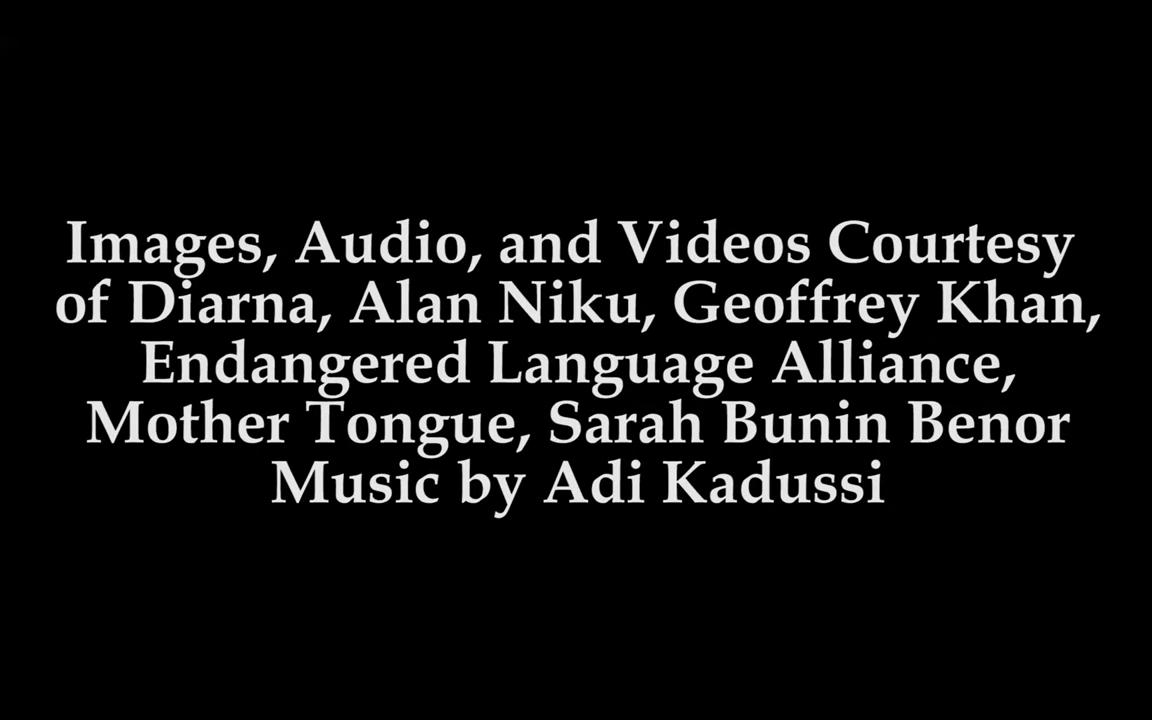 Images, Audio, and Videos Courtesy
of Diarna, Alan Niku, Geoffrey Khan,
Endangered Language Alliance,
Mother Tongue, Sarah Bunin Benor
Music by Adi Kadussi